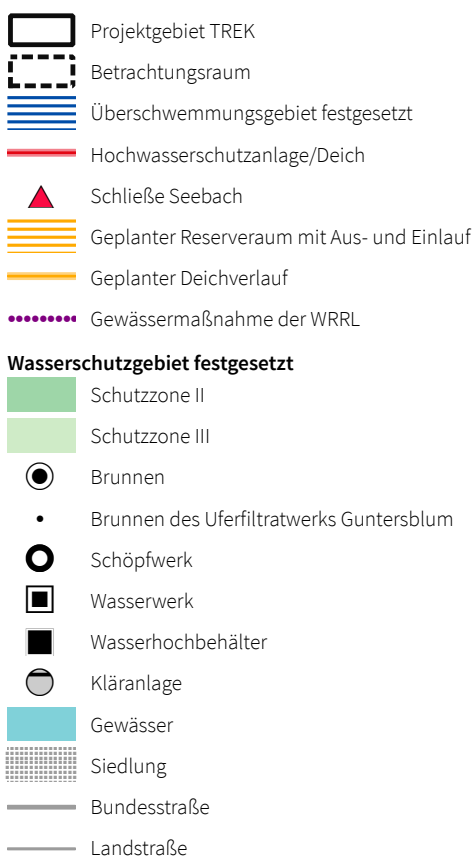 Projektgebiet TREK
Betrachtungsraum
Überschwemmungsgebiet festgesetzt
Hochwasserschutzanlage/Deich
Schließe Seebach
Geplanter Reserveraum mit Aus- und Einlauf
Geplanter Deichverlauf
Gewässermaßnahme der WRRL
Wasserschutzgebiet festgesetzt
Schutzzone II
Schutzzone III
Brunnen
Brunnen des Uferfiltratwerks Guntersblum
Schöpfwerk
Wasserwerk
Wasserhochbehälter
Kläranlage
Gewässer
Siedlung
Bundesstraße
Landstraße